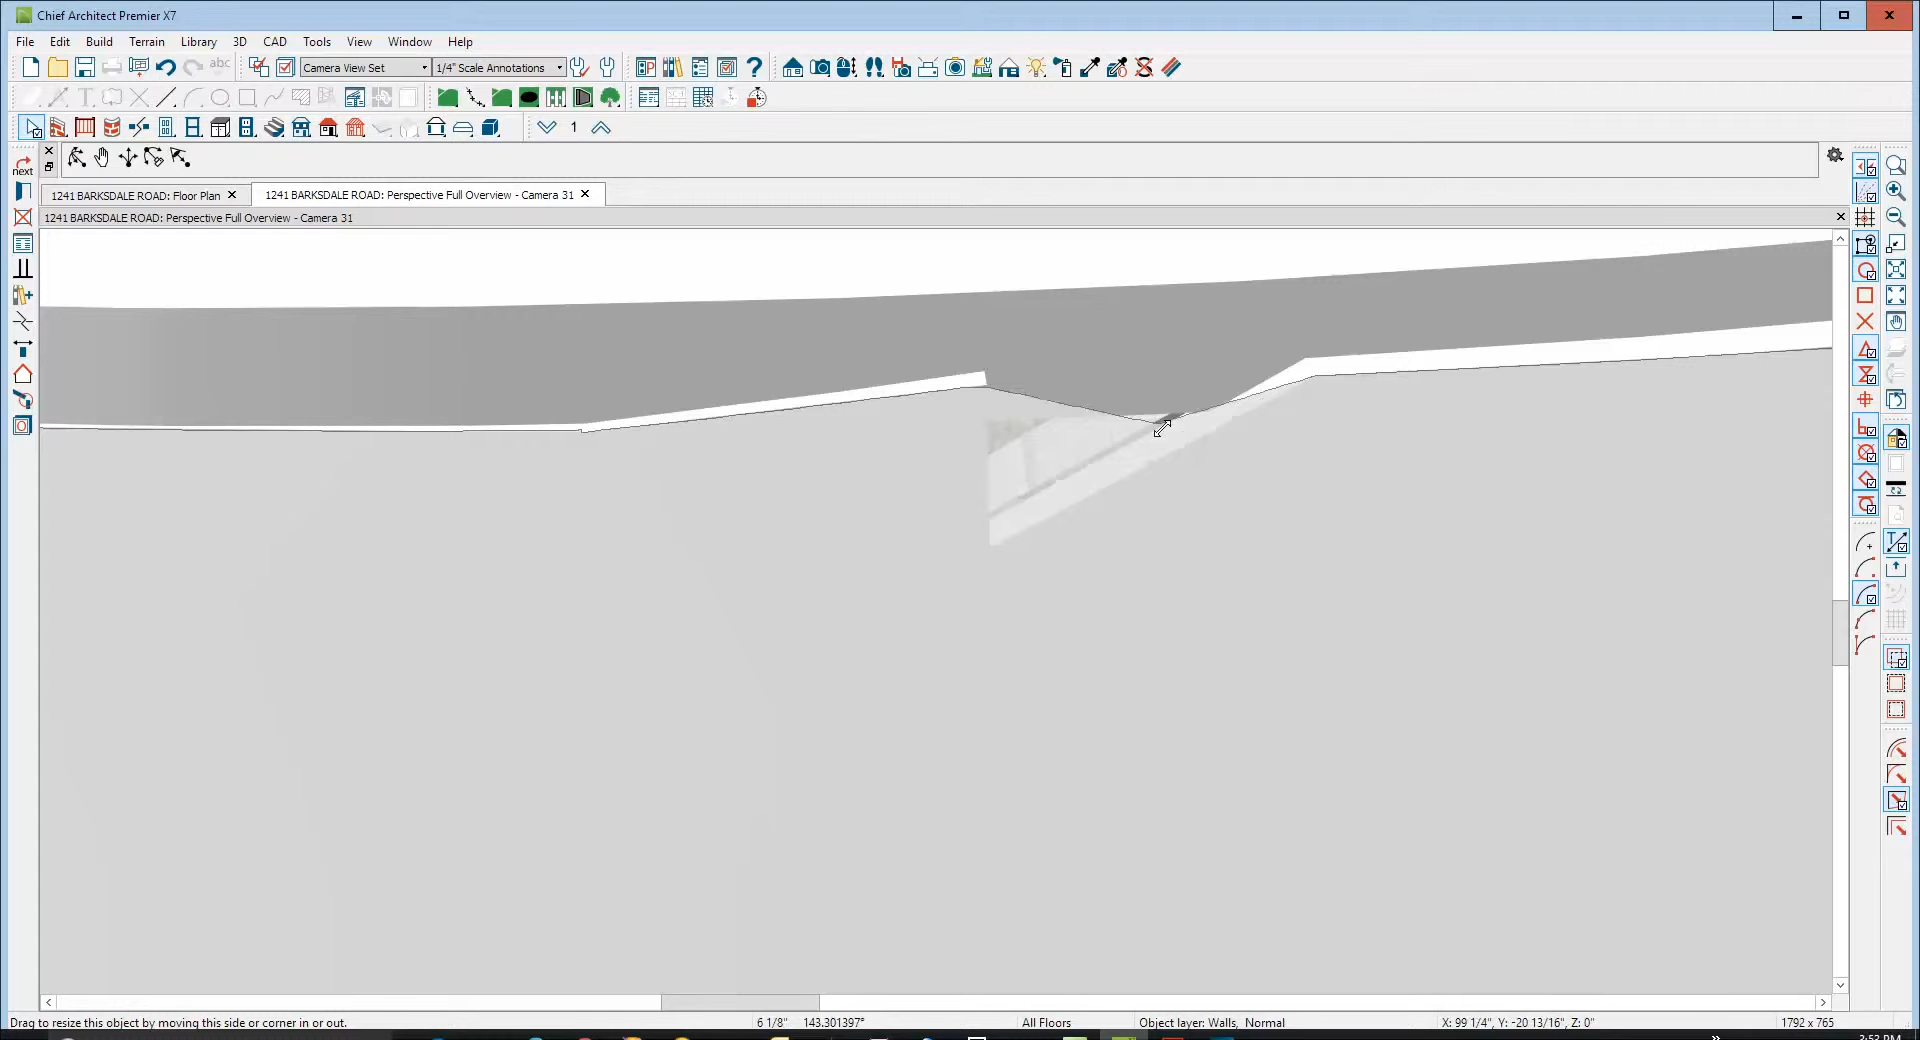 Chief Architect Premier X7
File Edit Build Terrain Library 3D CAD Tools View Window Help
abc Camera View Set 1/4" Scale Annotations
1
next
1241 BARKSDALE ROAD: Floor Plan 1241 BARKSDALE ROAD: Perspective Full Overview - Camera 31
1241 BARKSDALE ROAD: Perspective Full Overview - Camera 31
Drag to resize this object by moving this side or corner in or out. 6 1/8" 143.301397° All Floors Object layer: Walls, Normal X: 99 1/4", Y: -20 13/16", Z: 0" 1792 x 765